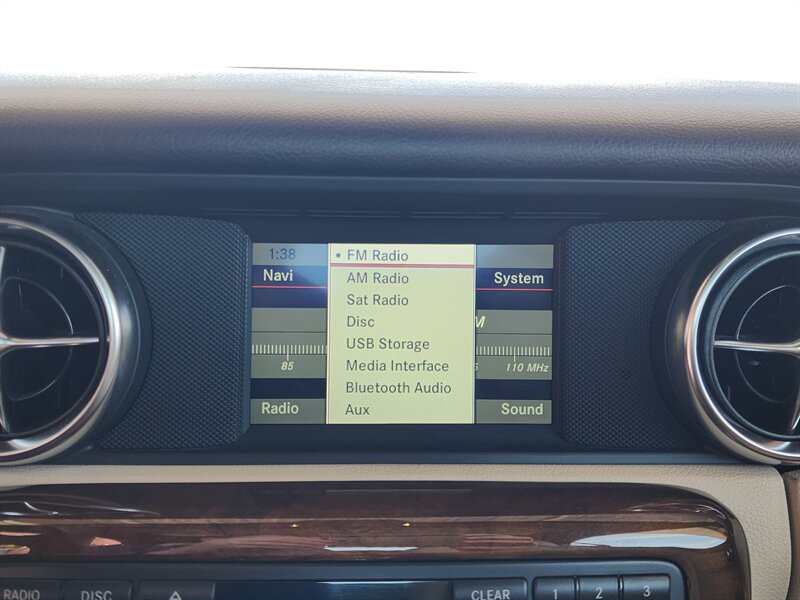 1:38
Navi
System
• FM Radio
AM Radio
Sat Radio
Disc
USB Storage
Media Interface
Bluetooth Audio
Aux
85
110 MHz
Radio
Sound
RADIO
DISC
CLEAR
1
2
3